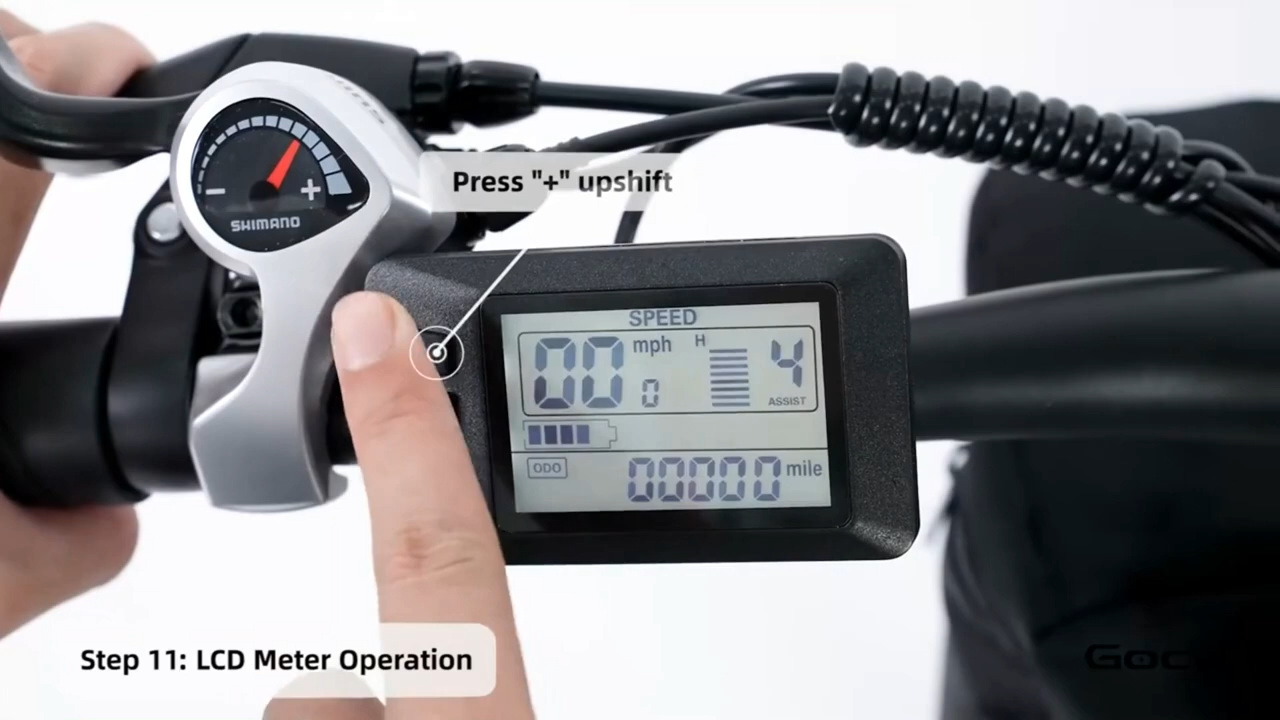 SHIMANO
Press "+" upshift
SPEED
00 mph
0
H
4
ASSIST
ODO
00000 mile
Step 11: LCD Meter Operation